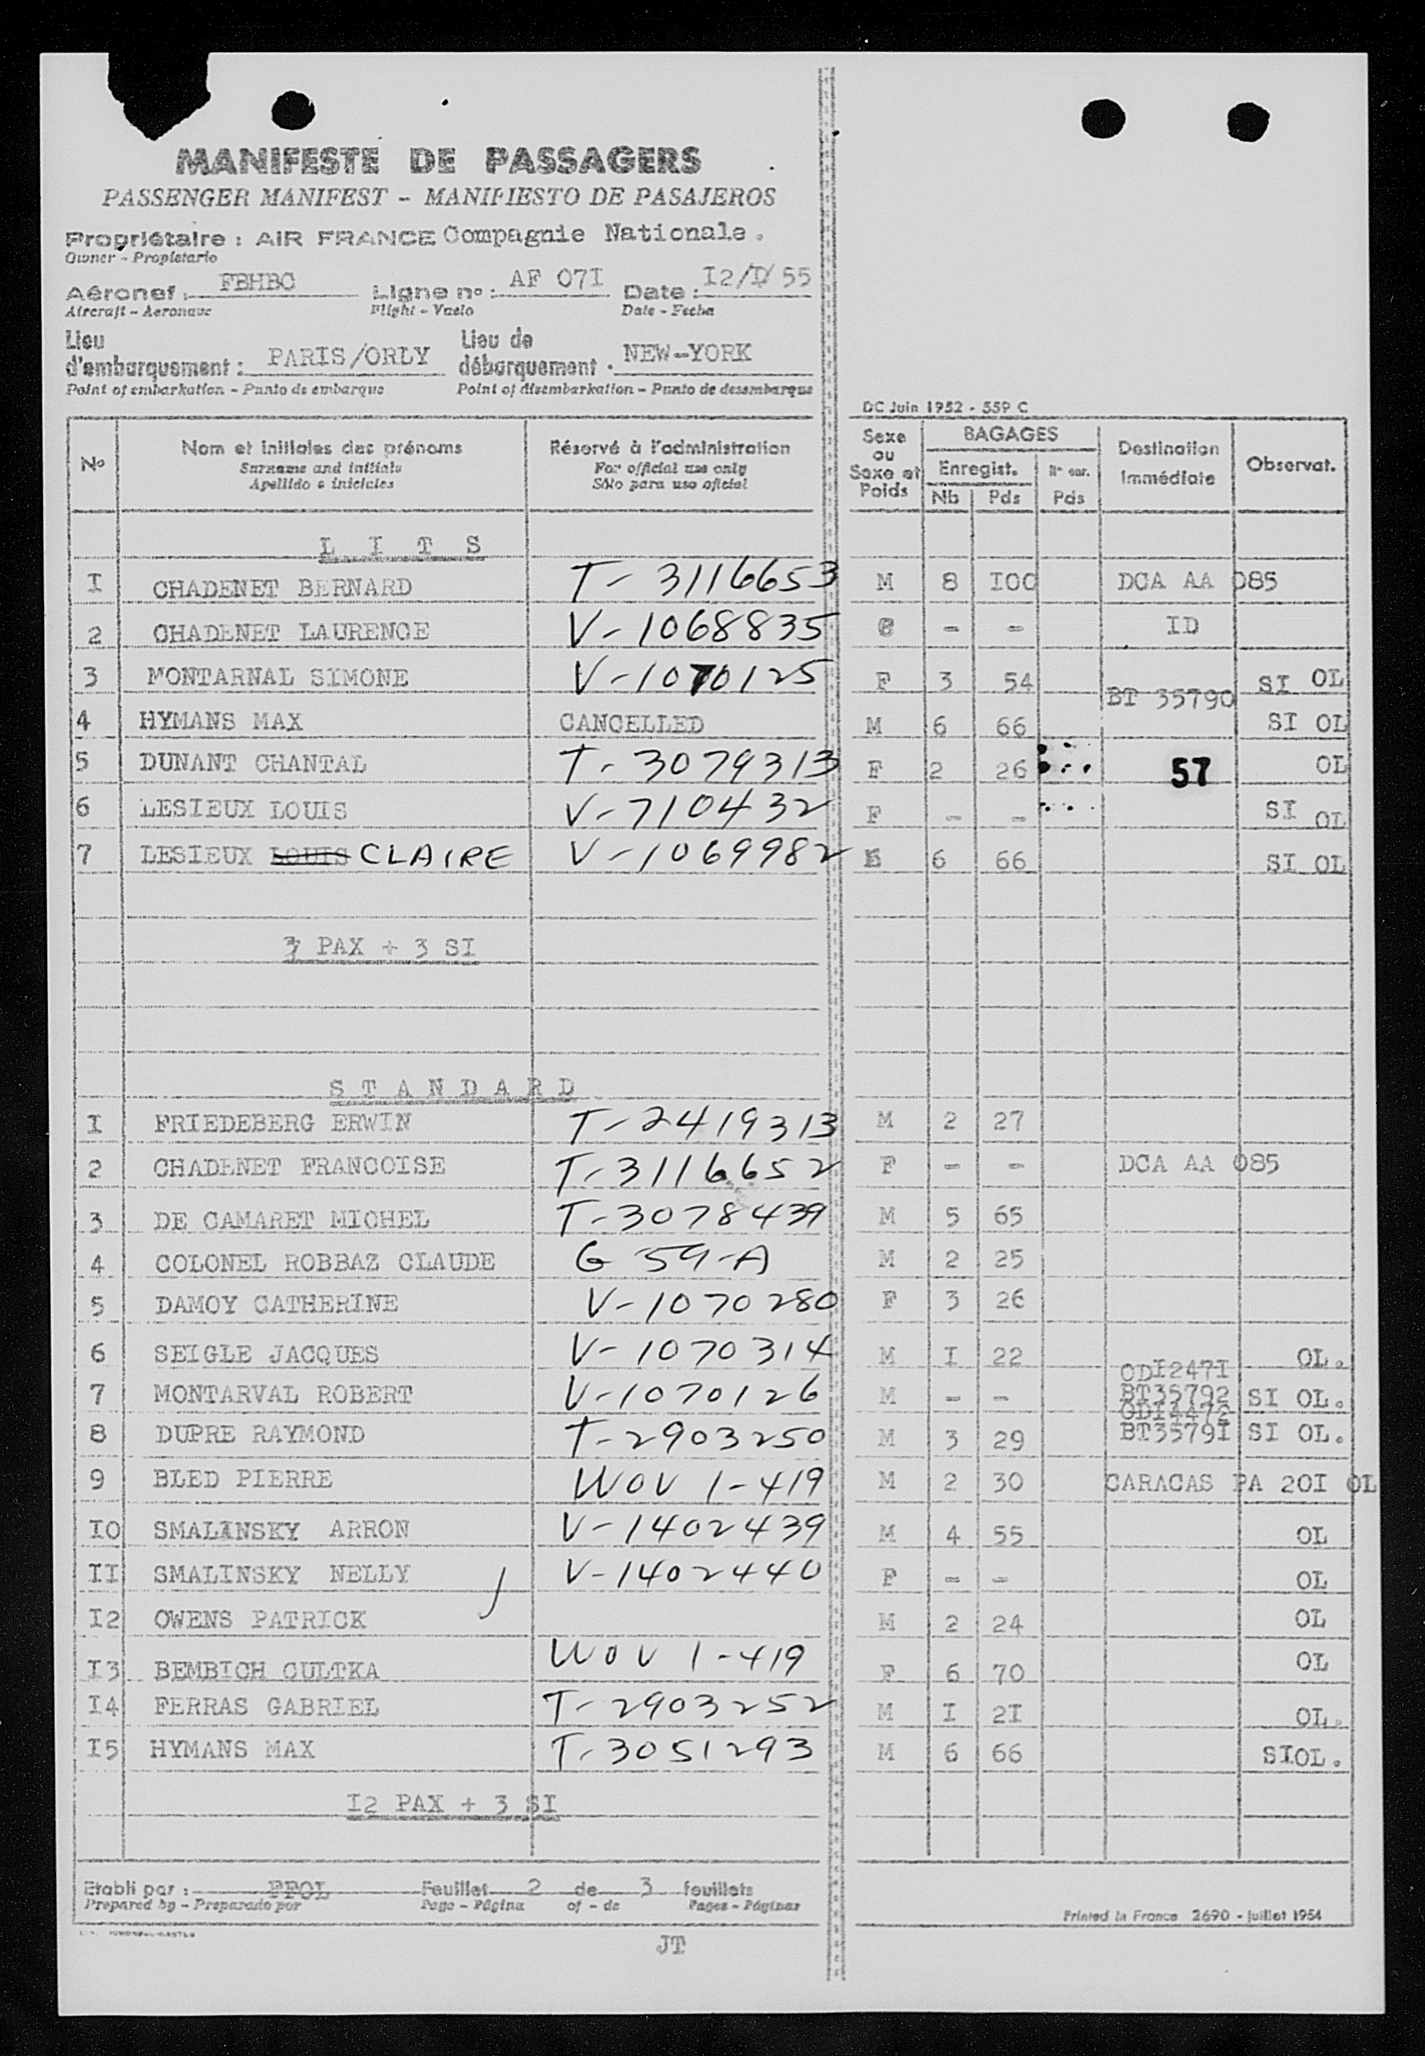 MANIFESTE DE PASSAGERS
PASSENGER MANIFEST - MANIFIESTO DE PASAJEROS
Propriétaire : AIR FRANCE Compagnie Nationale.
Owner - Propietario
Aéronef : FBHBC Ligne no : AF 07I Date : I2/I/55
Aircraft - Aeronave Flight - Vuelo Date - Fecha
Lieu d'embarquement : PARIS/ORLY Lieu de débarquement : NEW-YORK
Point of embarkation - Punto de embarque Point of disembarkation - Punto de desembarque
DC Juin 1952 - 559 C
No Nom et initiales des prénoms Réservé à l'administration Sexe ou Sexe et Poids BAGAGES Destination Immédiate Observat.
Surname and initials For official use only Enregist. Nb Pds Pds
Apellido e iniciales Sólo para uso oficial
L I T S
I CHADENET BERNARD T- 3116653 M 8 I00 DCA AA 085
2 CHADENET LAURENCE V-1068835 - - ID
3 MONTARNAL SIMONE V-1070125 F 3 54 BT 35790 SI OL
4 HYMANS MAX CANCELLED M 6 66 SI OL
5 DUNANT CHANTAL T-3079313 F 2 26 57 OL
6 LESIEUX LOUIS V-710432 F - - SI OL
7 LESIEUX LOUIS CLAIRE V-1069982 6 66 SI OL
PAX + 3 SI
S T A N D A R D
I FRIEDEBERG ERWIN T-2419313 M 2 27
2 CHADENET FRANCOISE T-3116652 F - - DCA AA 085
3 DE CAMARET MICHEL T-3078439 M 5 65
4 COLONEL ROBBAZ CLAUDE G 59-A M 2 25
5 DAMOY CATHERINE V-1070280 F 3 26
6 SEIGLE JACQUES V-1070314 M I 22 OL.
ODI247I
7 MONTARVAL ROBERT V-1070126 M - - BT35792 SI OL.
ODI4472
8 DUPRE RAYMOND T-2903250 M 3 29 BT3579I SI OL.
9 BLED PIERRE WOV 1-419 M 2 30 CARACAS PA 20I OL
I0 SMALINSKY ARRON V-1402439 M 4 55 OL
II SMALINSKY NELLY V-1402440 F - - OL
I2 OWENS PATRICK M 2 24 OL
I3 BEMBICH CULTKA WOV 1-419 F 6 70 OL
I4 FERRAS GABRIEL T-2903252 M I 2I OL.
I5 HYMANS MAX T-3051293 M 6 66 SIOL.
I2 PAX + 3 SI
Etabli par : PFOL Feuillet 2 de 3 feuillets
Prepared by - Preparado por Page - Página of - de Pages - Páginas
Printed in France 2690 - juillet 1954
JT